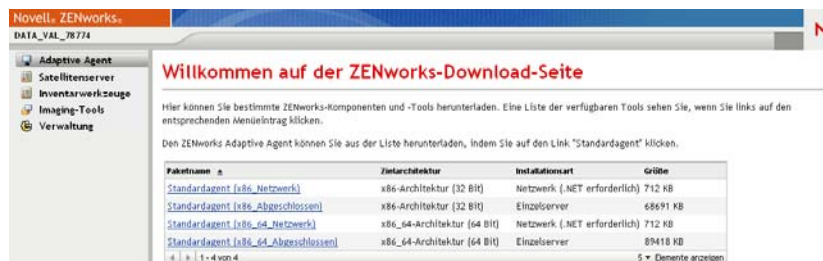 Novell® ZENworks®
DATA_VAL_78774
N
Adaptive Agent
Satellitenserver
Inventarwerkzeuge
Imaging-Tools
Verwaltung
Willkommen auf der ZENworks-Download-Seite
Hier können Sie bestimmte ZENworks-Komponenten und -Tools herunterladen. Eine Liste der verfügbaren Tools sehen Sie, wenn Sie links auf den
entsprechenden Menüeintrag klicken.
Den ZENworks Adaptive Agent können Sie aus der Liste herunterladen, indem Sie auf den Link "Standardagent" klicken.
Paketname Zielarchitektur Installationsart Größe
Standardagent (x86_Netzwerk) x86-Architektur (32 Bit) Netzwerk (.NET erforderlich) 712 KB
Standardagent (x86_Abgeschlossen) x86-Architektur (32 Bit) Einzelserver 68691 KB
Standardagent (x86_64_Netzwerk) x86_64-Architektur (64 Bit) Netzwerk (.NET erforderlich) 712 KB
Standardagent (x86_64_Abgeschlossen) x86_64-Architektur (64 Bit) Einzelserver 89418 KB
1 - 4 von 4 5 Elemente anzeigen